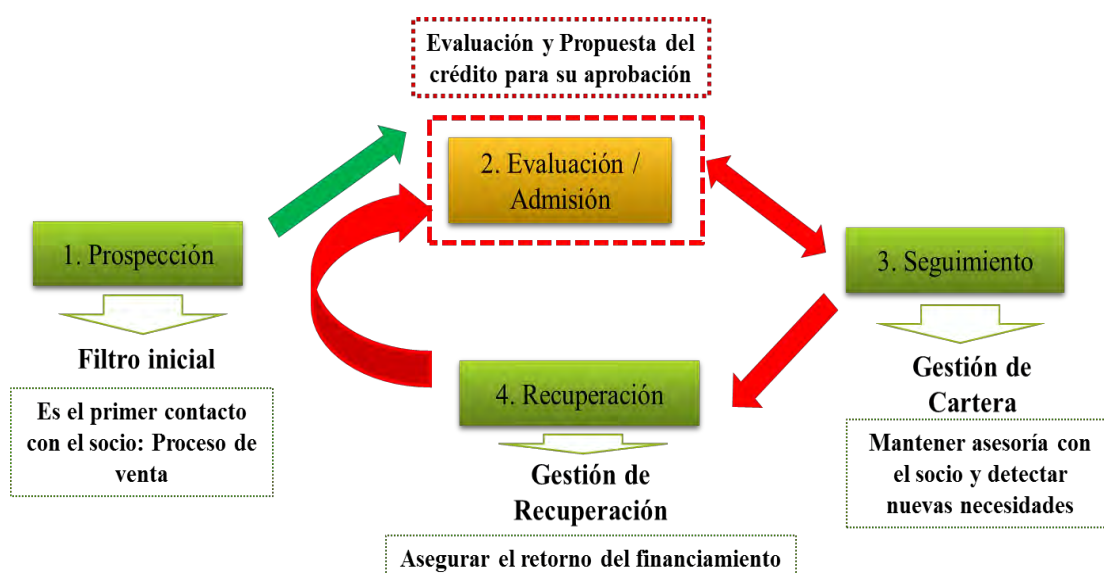 Evaluación y Propuesta del
crédito para su aprobación
2. Evaluación /
Admisión
1. Prospección
Filtro inicial
Es el primer contacto
con el socio: Proceso de
venta
3. Seguimiento
Gestión de
Cartera
Mantener asesoría con
el socio y detectar
nuevas necesidades
4. Recuperación
Gestión de
Recuperación
Asegurar el retorno del financiamiento